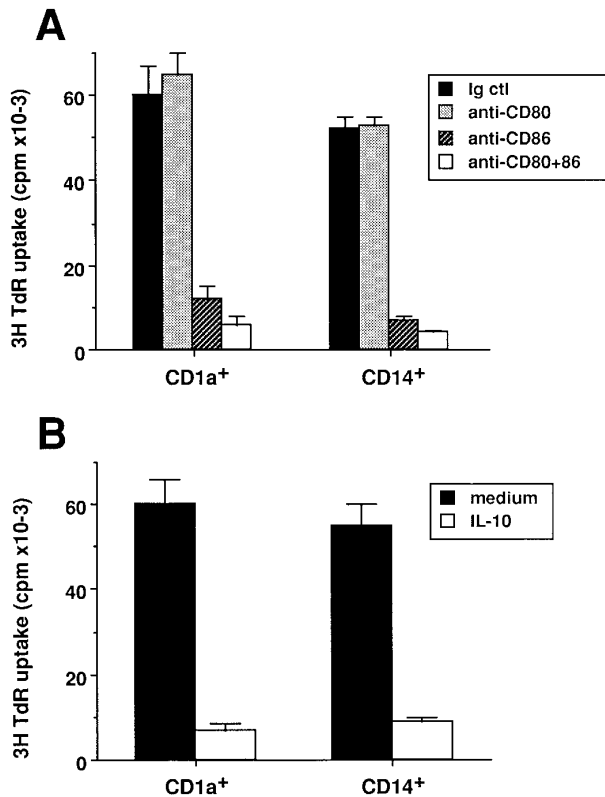 A
3H TdR uptake (cpm x10-3)
60
40
20
0
CD1a+
CD14+
Ig ctl
anti-CD80
anti-CD86
anti-CD80+86
B
3H TdR uptake (cpm x10-3)
60
40
20
0
CD1a+
CD14+
medium
IL-10